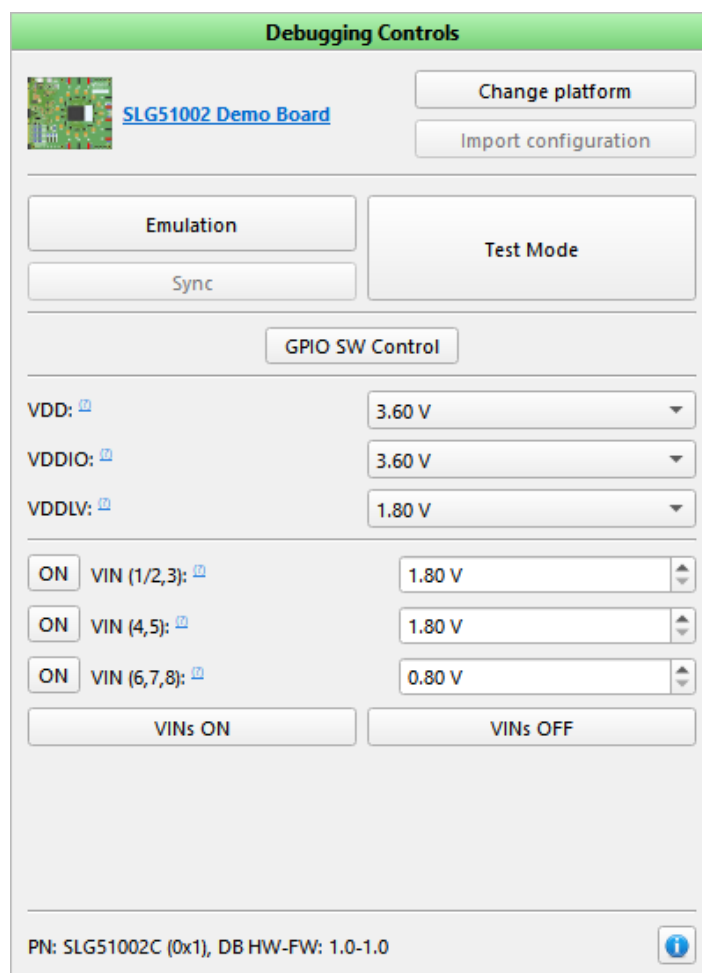 Debugging Controls
SLG51002 Demo Board
Change platform
Import configuration
Emulation
Sync
Test Mode
GPIO SW Control
VDD: (?) 3.60 V
VDDIO: (?) 3.60 V
VDDLV: (?) 1.80 V
ON VIN (1/2,3): (?) 1.80 V
ON VIN (4,5): (?) 1.80 V
ON VIN (6,7,8): (?) 0.80 V
VINs ON VINs OFF
PN: SLG51002C (0x1), DB HW-FW: 1.0-1.0